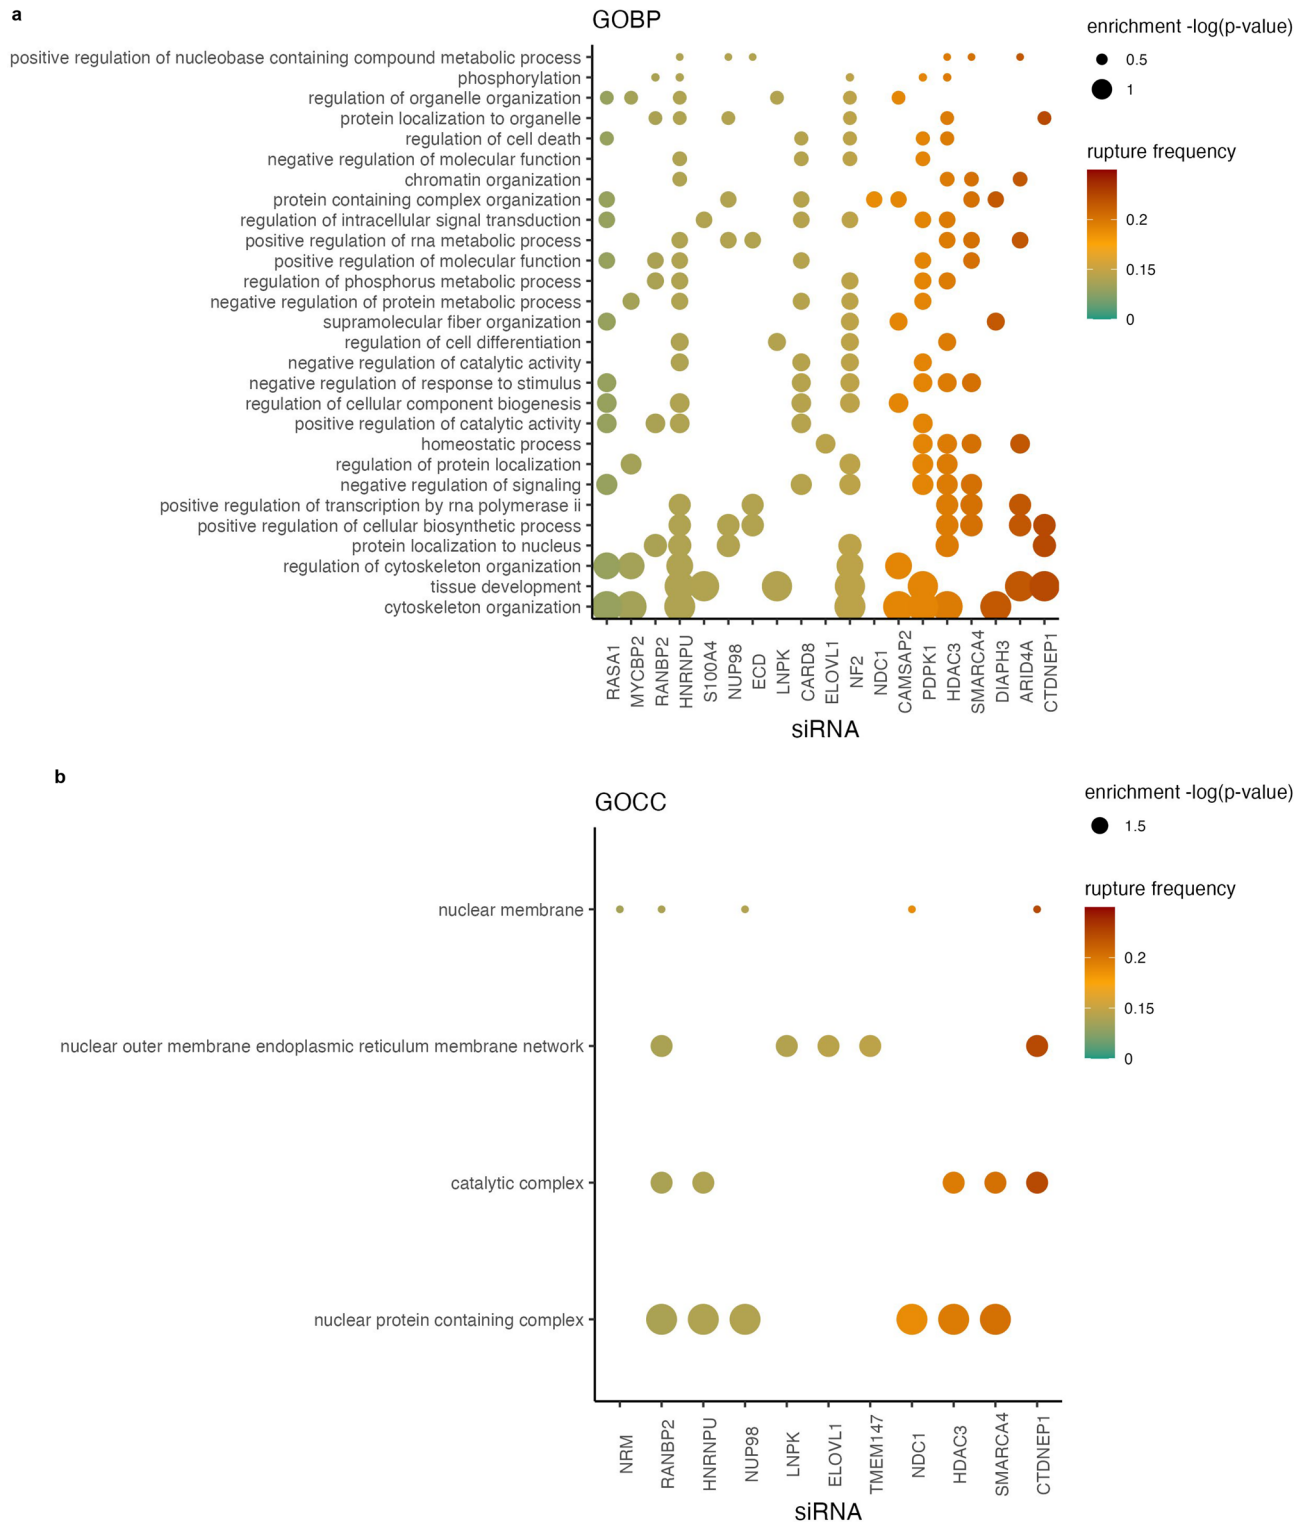 a
GOBP
positive regulation of nucleobase containing compound metabolic process
phosphorylation
regulation of organelle organization
protein localization to organelle
regulation of cell death
negative regulation of molecular function
chromatin organization
protein containing complex organization
regulation of intracellular signal transduction
positive regulation of rna metabolic process
positive regulation of molecular function
regulation of phosphorus metabolic process
negative regulation of protein metabolic process
supramolecular fiber organization
regulation of cell differentiation
negative regulation of catalytic activity
negative regulation of response to stimulus
regulation of cellular component biogenesis
positive regulation of catalytic activity
homeostatic process
regulation of protein localization
negative regulation of signaling
positive regulation of transcription by rna polymerase ii
positive regulation of cellular biosynthetic process
protein localization to nucleus
regulation of cytoskeleton organization
tissue development
cytoskeleton organization
RASA1
MYCBP2
RANBP2
HNRNPU
S100A4
NUP98
ECD
LNPK
CARD8
ELOVL1
NF2
NDC1
CAMSAP2
PDPK1
HDAC3
SMARCA4
DIAPH3
ARID4A
CTDNEP1
siRNA
enrichment -log(p-value)
0.5
1
rupture frequency
0.2
0.15
0
b
GOCC
nuclear membrane
nuclear outer membrane endoplasmic reticulum membrane network
catalytic complex
nuclear protein containing complex
NRM
RANBP2
HNRNPU
NUP98
LNPK
ELOVL1
TMEM147
NDC1
HDAC3
SMARCA4
CTDNEP1
siRNA
enrichment -log(p-value)
1.5
rupture frequency
0.2
0.15
0